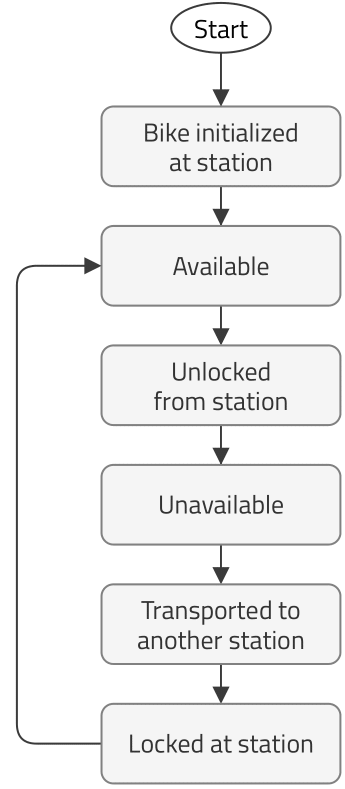 Start
Bike initialized
at station
Available
Unlocked
from station
Unavailable
Transported to
another station
Locked at station